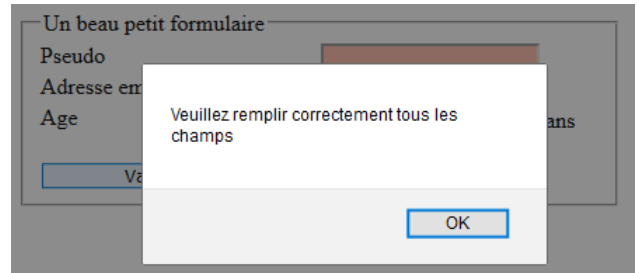 Un beau petit formulaire
Pseudo
Adresse em
Age
ans
Veuillez remplir correctement tous les
champs
Va
OK